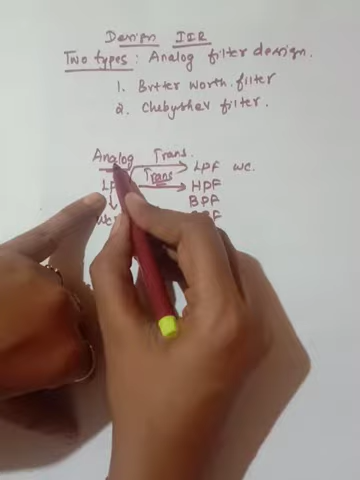 Design IIR
Two types : Analog filter design.
1. Butter worth filter
2. Chebyshev filter.
Analog Trans. LPF wc.
Trans HPF
BPF